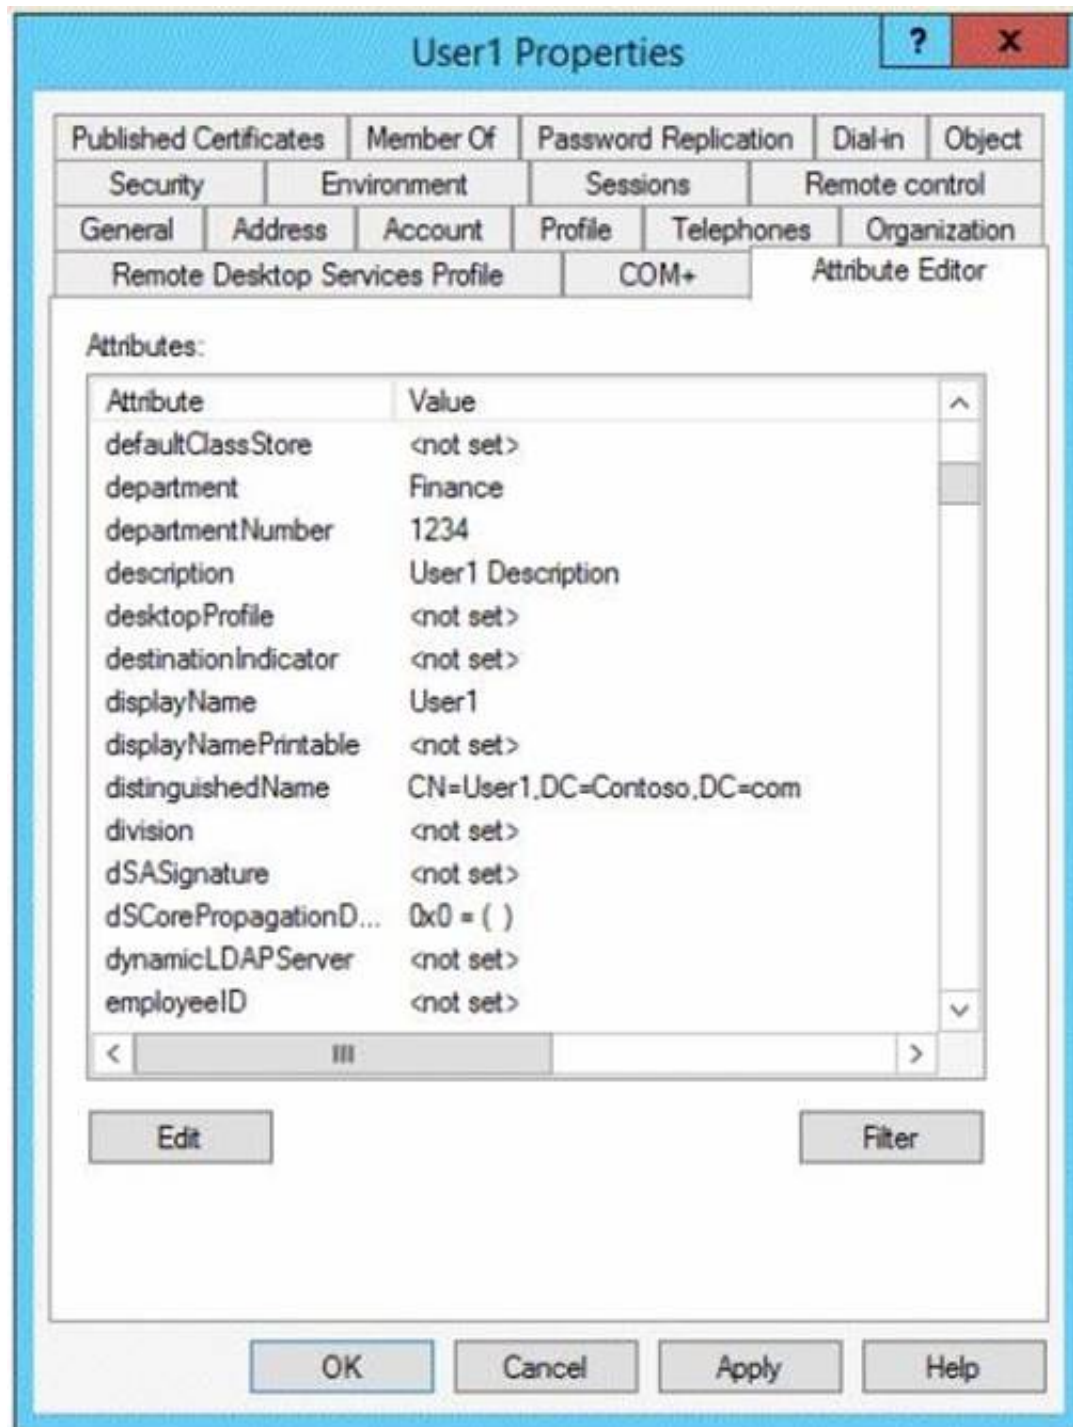 User1 Properties ? x
Published Certificates Member Of Password Replication Dial-in Object
Security Environment Sessions Remote control
General Address Account Profile Telephones Organization
Remote Desktop Services Profile COM+ Attribute Editor
Attributes:
Attribute Value
defaultClassStore <not set>
department Finance
departmentNumber 1234
description User1 Description
desktopProfile <not set>
destinationIndicator <not set>
displayName User1
displayNamePrintable <not set>
distinguishedName CN=User1,DC=Contoso,DC=com
division <not set>
dSASignature <not set>
dSCorePropagationD... 0x0 = ( )
dynamicLDAPServer <not set>
employeeID <not set>
Edit Filter
OK Cancel Apply Help